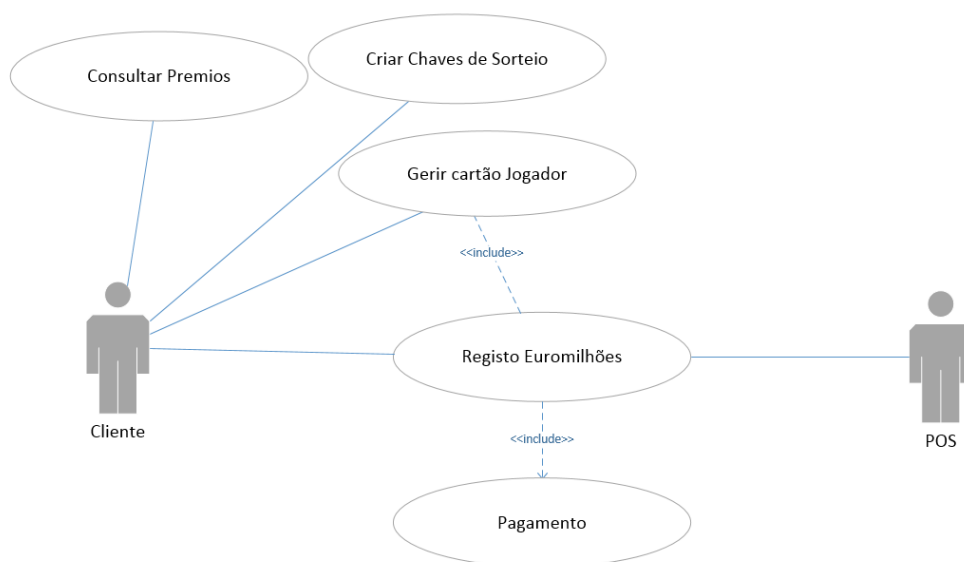 Criar Chaves de Sorteio
Consultar Premios
Gerir cartão Jogador
<<include>>
Registo Euromilhões
Cliente
POS
<<include>>
Pagamento